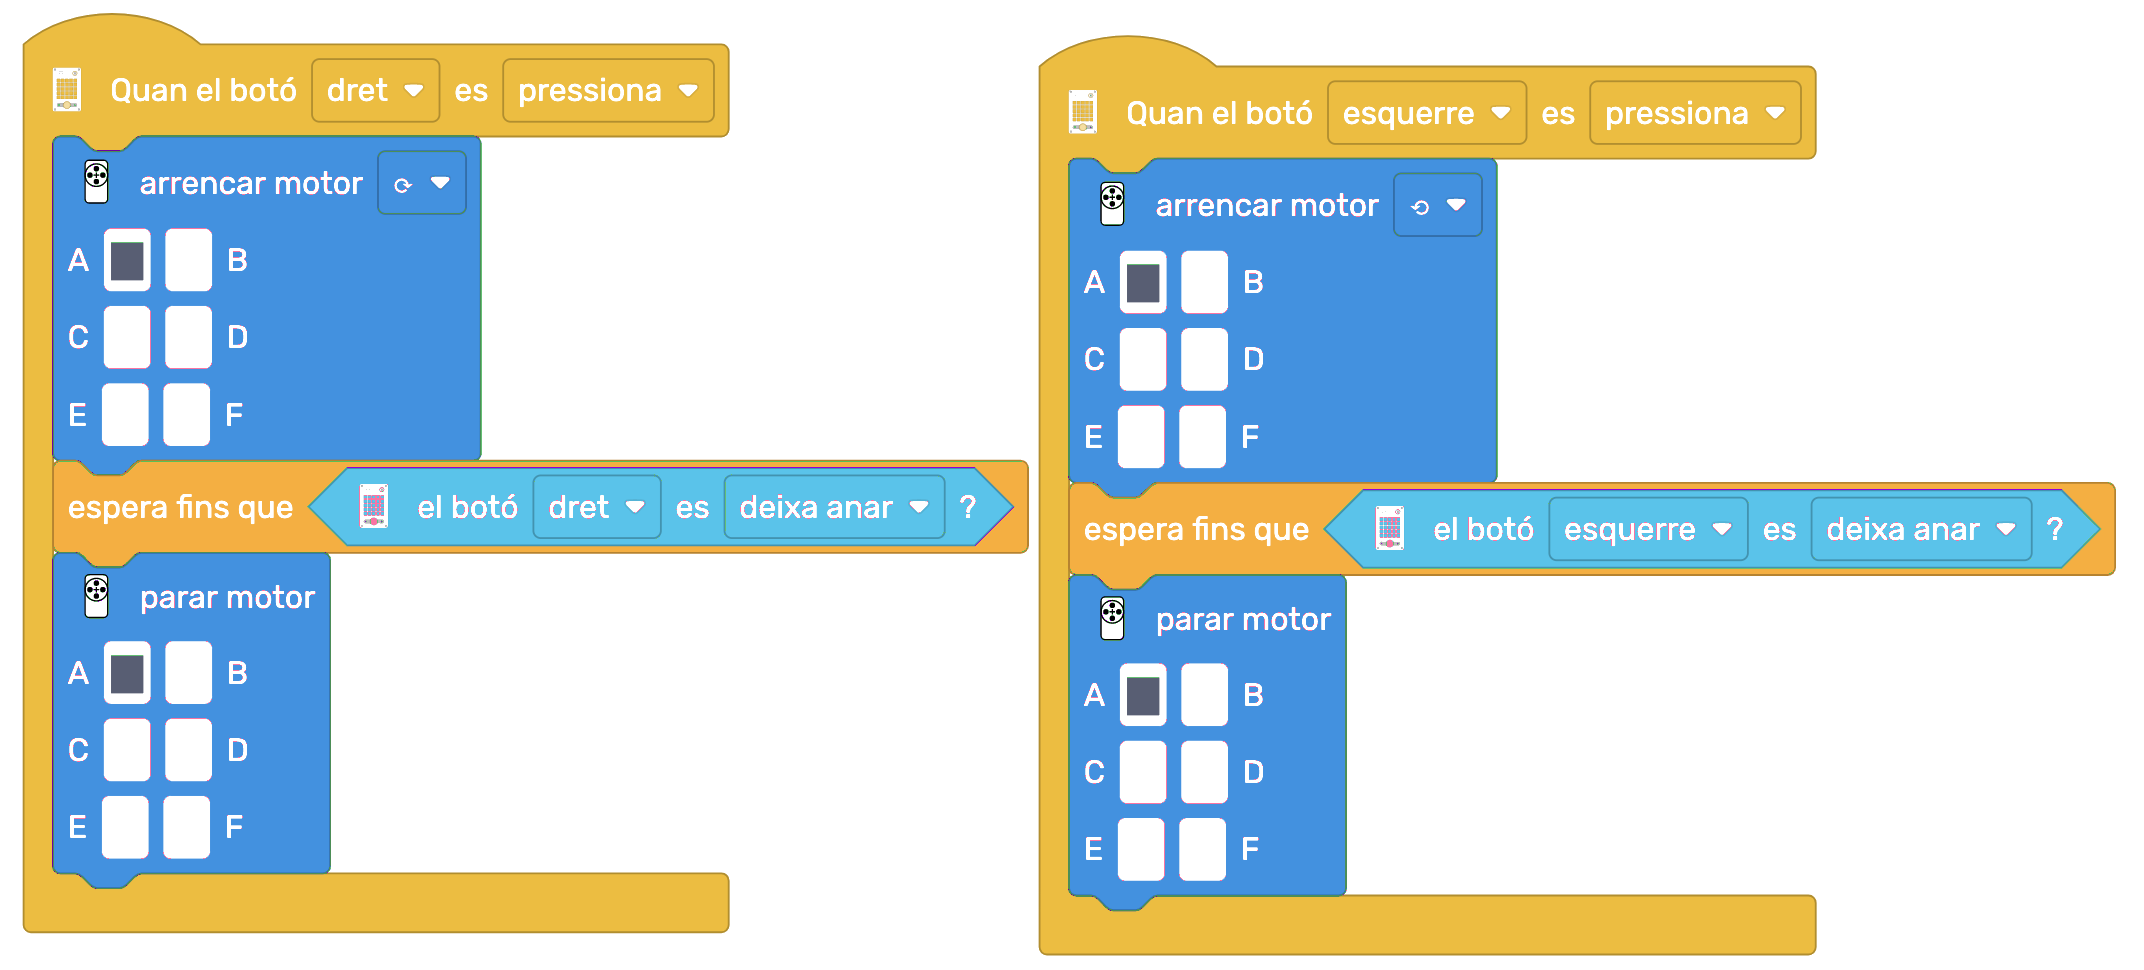 Quan el botó dret es pressiona
arrencar motor ⟳
A B
C D
E F
espera fins que el botó dret es deixa anar ?
parar motor
A B
C D
E F
Quan el botó esquerre es pressiona
arrencar motor ⟲
A B
C D
E F
espera fins que el botó esquerre es deixa anar ?
parar motor
A B
C D
E F